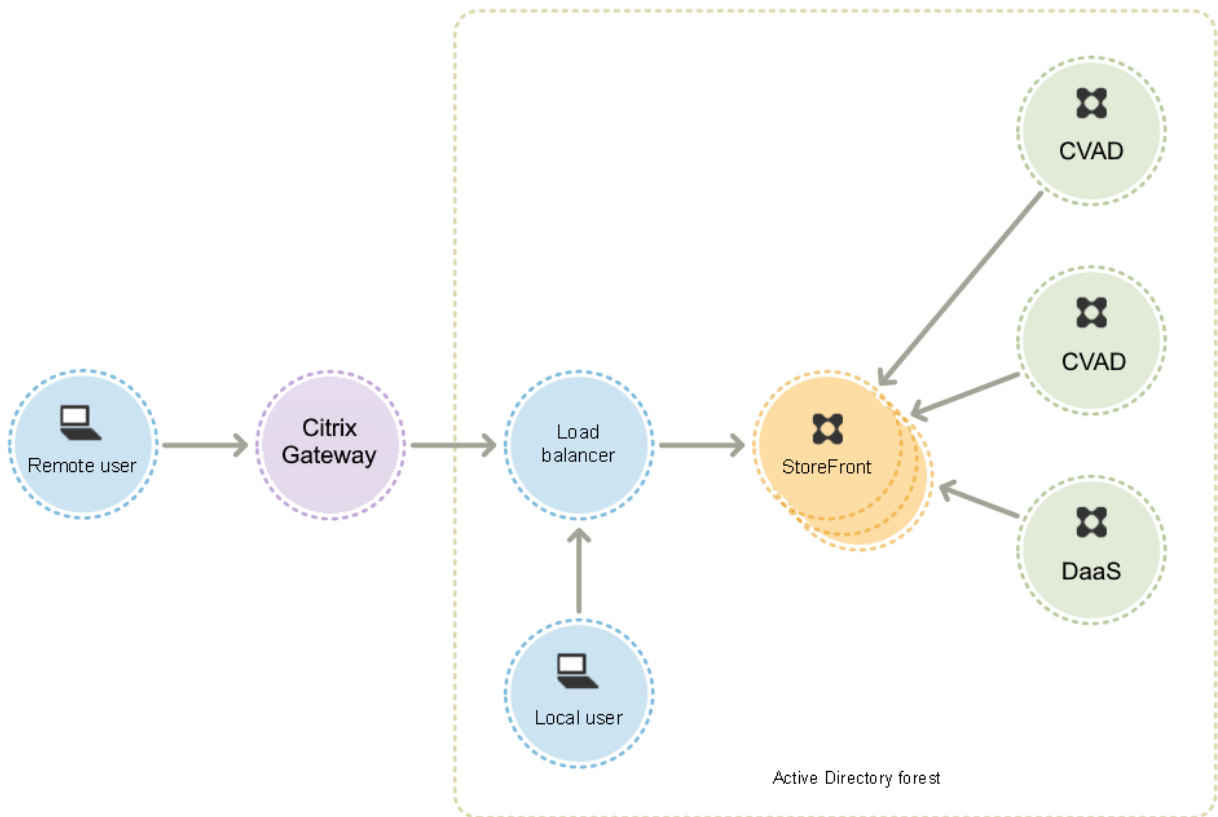 CVAD
CVAD
Remote user
Citrix
Gateway
Load
balancer
StoreFront
DaaS
Local user
Active Directory forest